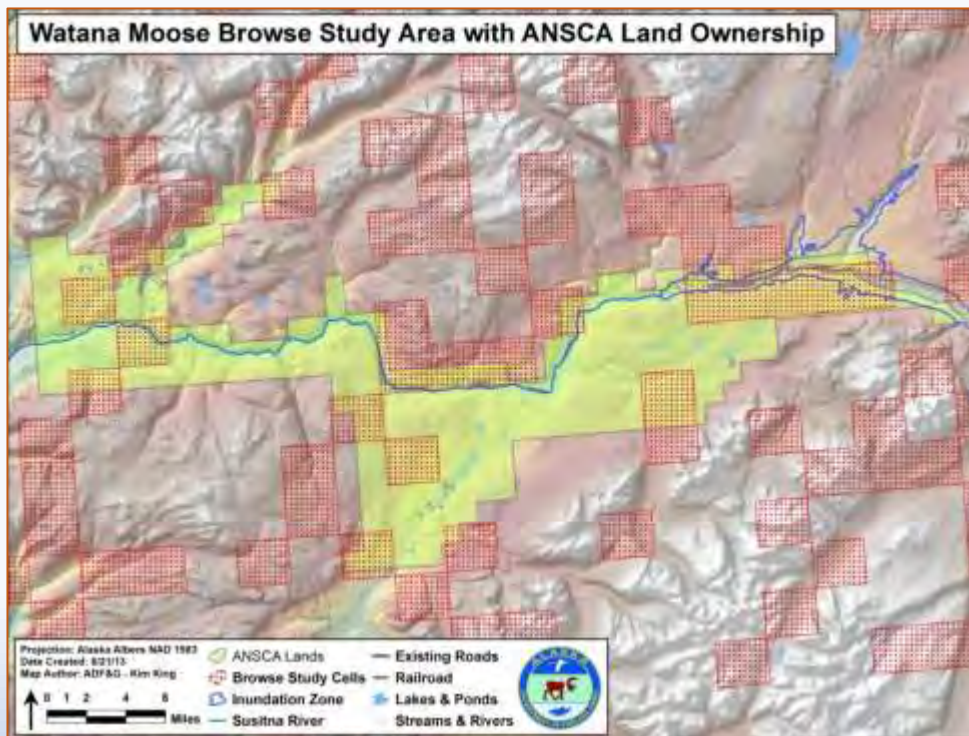 Watana Moose Browse Study Area with ANSCA Land Ownership
Projection: Alaska Albers NAD 1983
Date Created: 8/21/13
Map Author: ADF&G - Kim King
0 1 2 4 6 8
Miles
ANSCA Lands
Browse Study Cells
Inundation Zone
Susitna River
Existing Roads
Railroad
Lakes & Ponds
Streams & Rivers
ALASKA